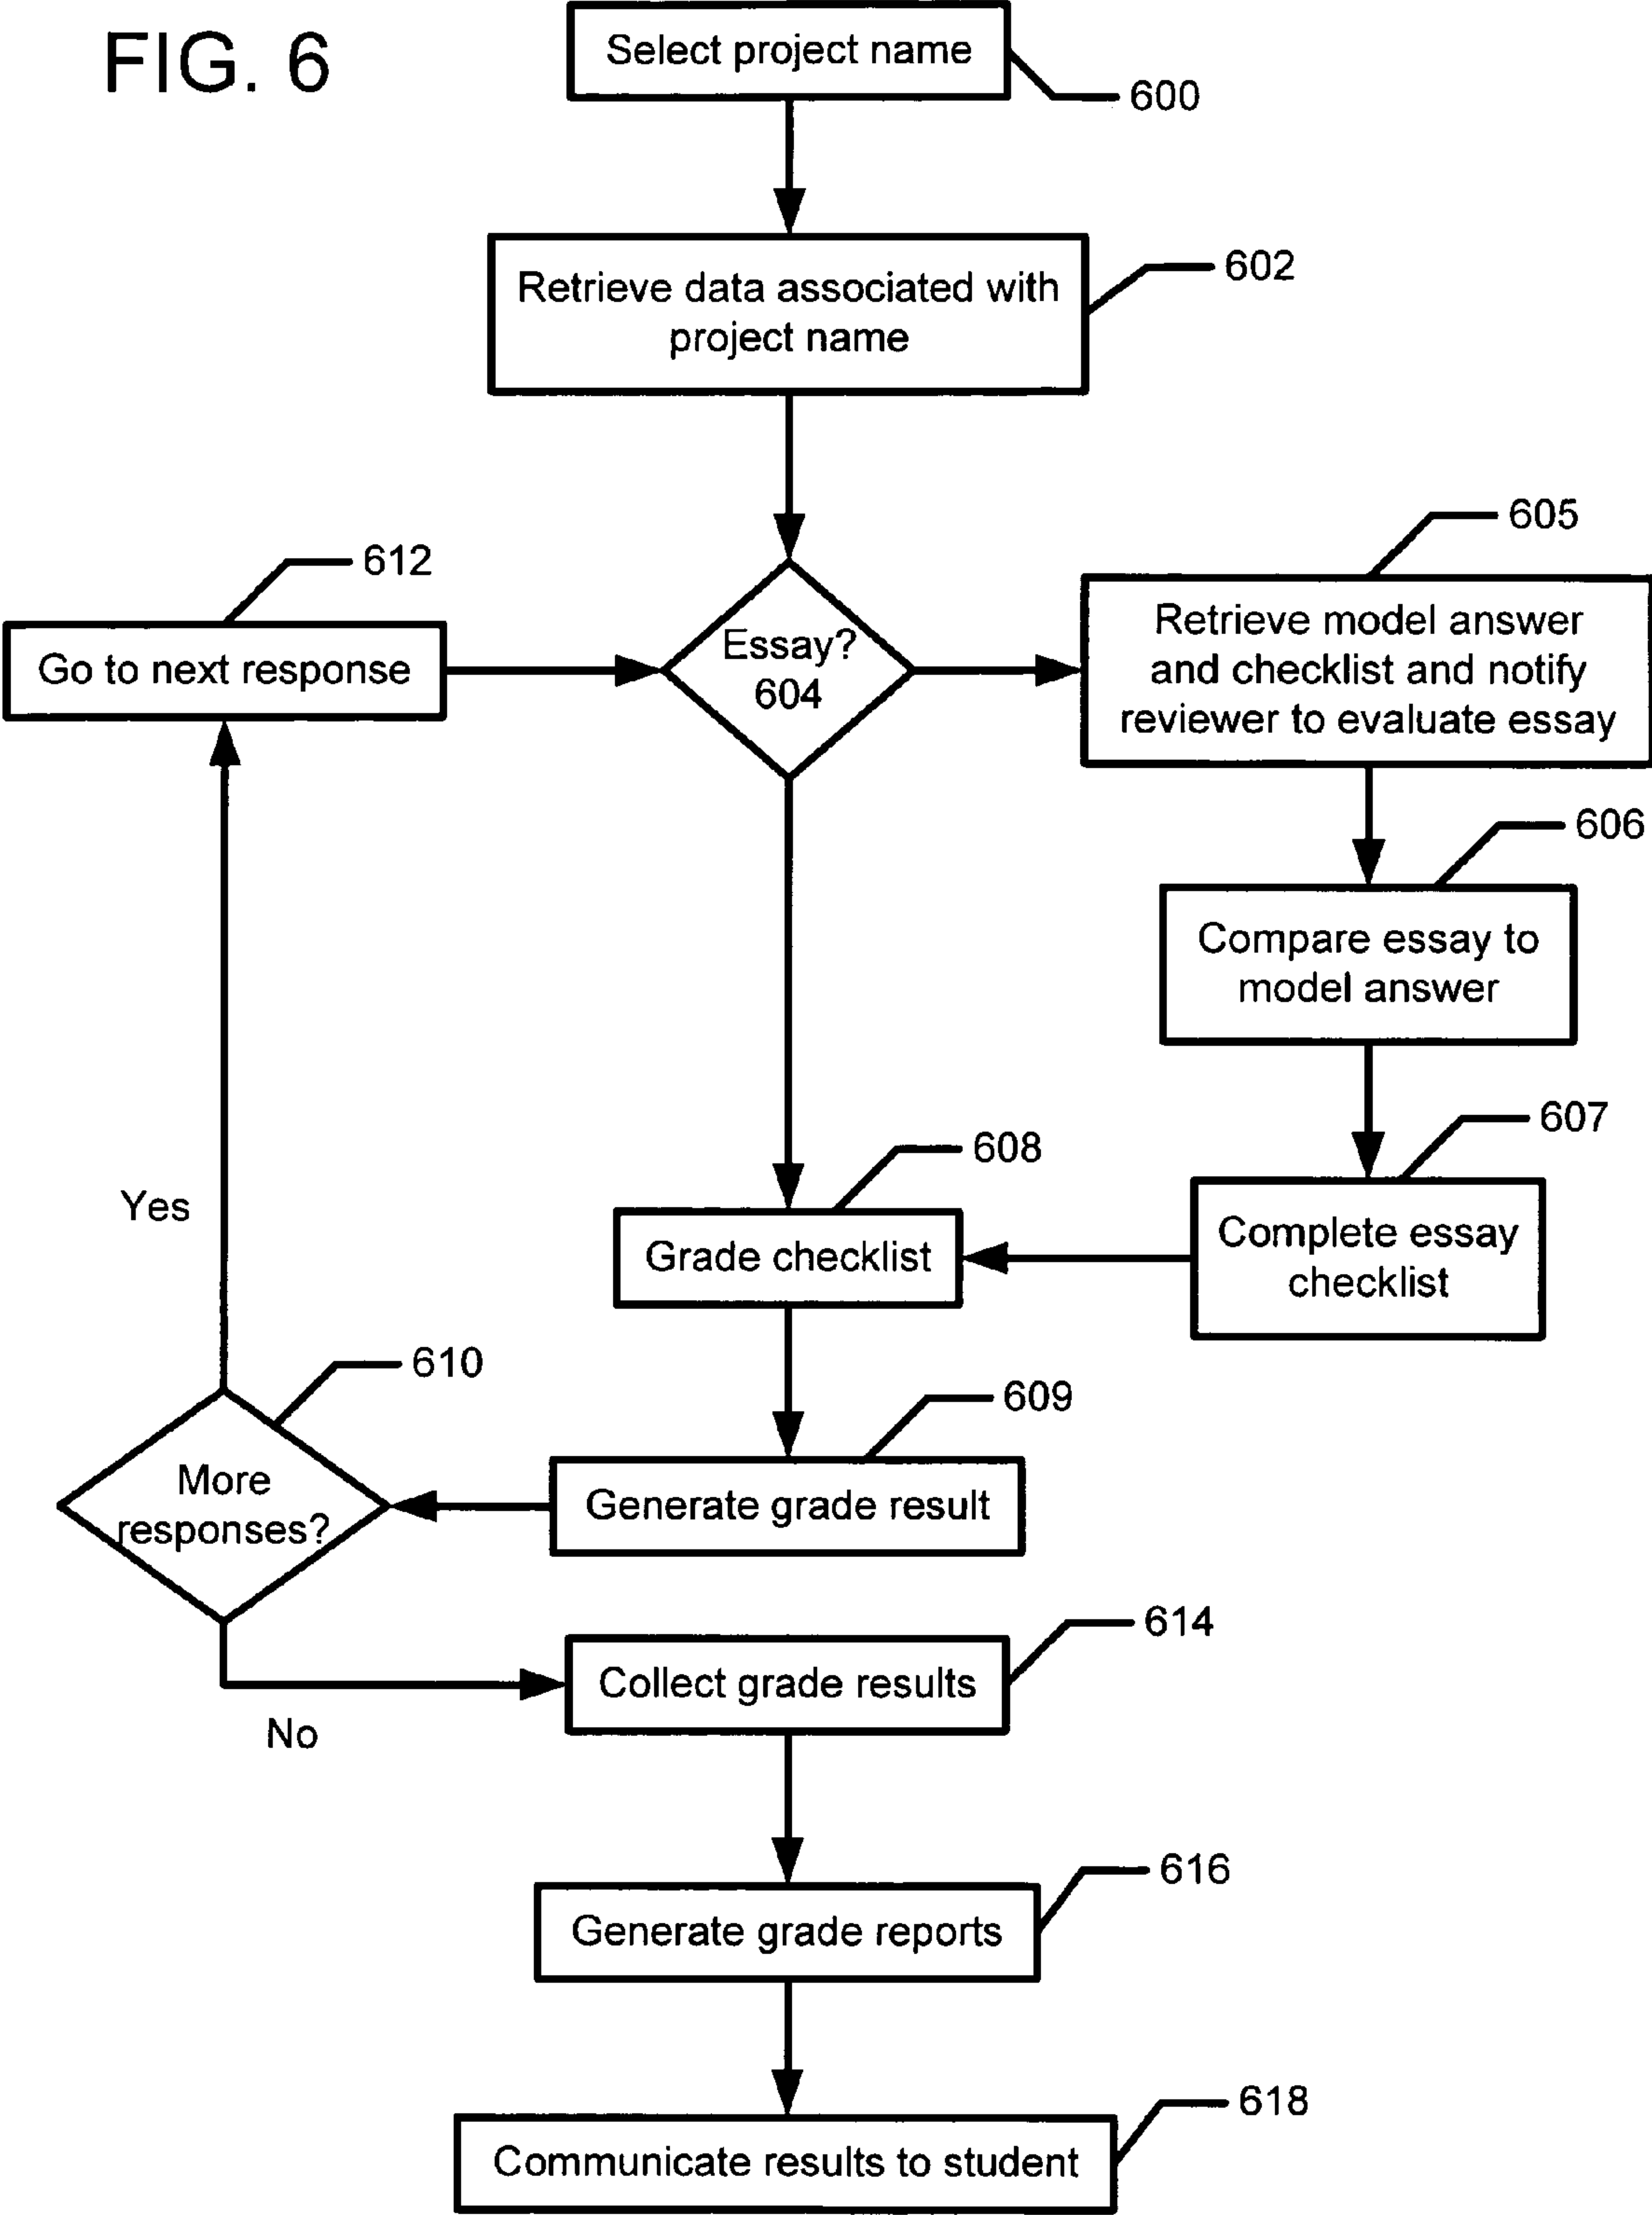 FIG. 6
Select project name
600
Retrieve data associated with
project name
602
612
Go to next response
Essay?
604
605
Retrieve model answer
and checklist and notify
reviewer to evaluate essay
606
Compare essay to
model answer
607
Complete essay
checklist
608
Grade checklist
Yes
610
More
responses?
609
Generate grade result
No
614
Collect grade results
616
Generate grade reports
618
Communicate results to student